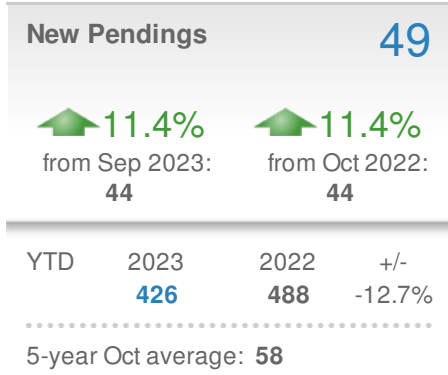 New Pendings 49
11.4% 11.4%
from Sep 2023: from Oct 2022:
44 44
YTD 2023 2022 +/-
426 488 -12.7%
5-year Oct average: 58